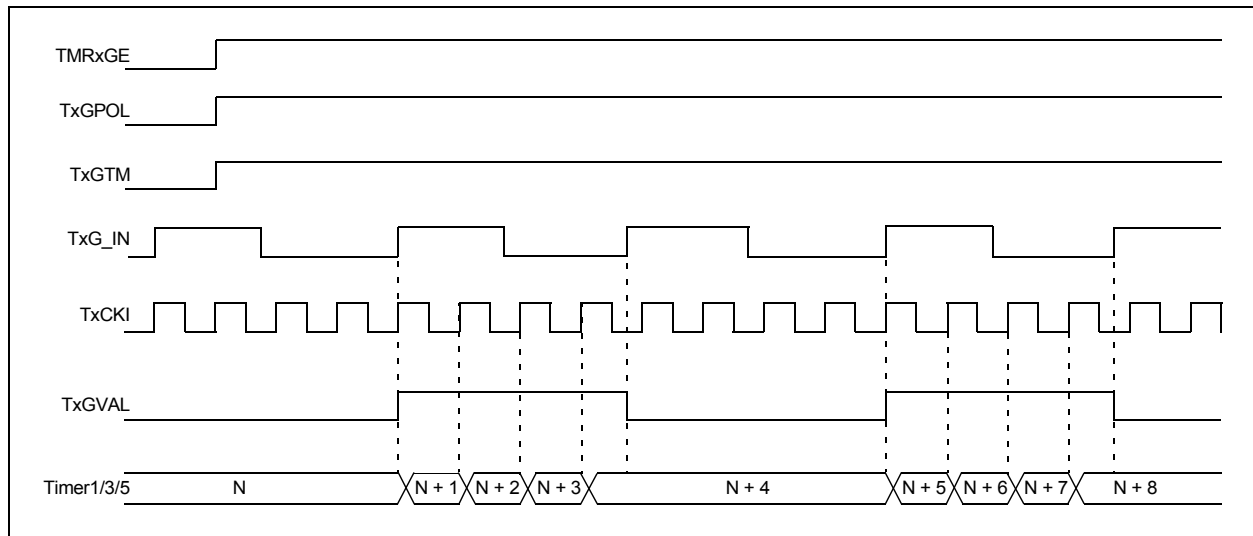 TMRxGE
TxGPOL
TxGTM
TxG_IN
TxCKI
TxGVAL
Timer1/3/5 N N + 1 N + 2 N + 3 N + 4 N + 5 N + 6 N + 7 N + 8